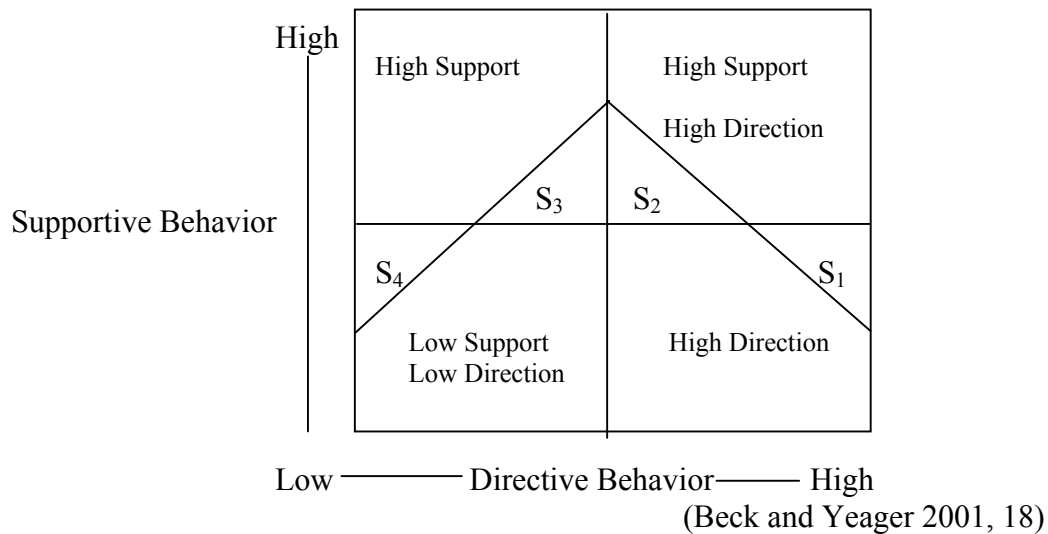 High
High Support
High Support
High Direction
S₃
S₂
Supportive Behavior
S₄
S₁
Low Support
Low Direction
High Direction
Low
Directive Behavior
High
(Beck and Yeager 2001, 18)